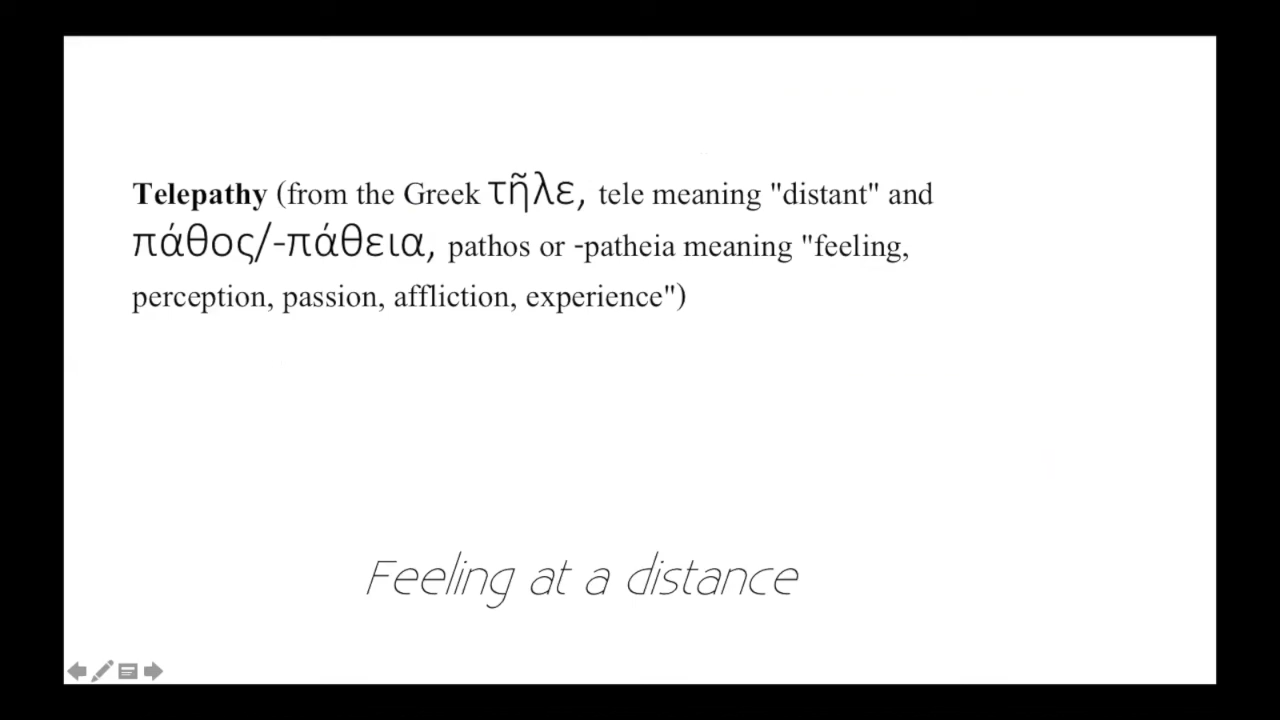 Telepathy (from the Greek τῆλε, tele meaning "distant" and
πάθος/-πάθεια, pathos or -patheia meaning "feeling,
perception, passion, affliction, experience")
Feeling at a distance